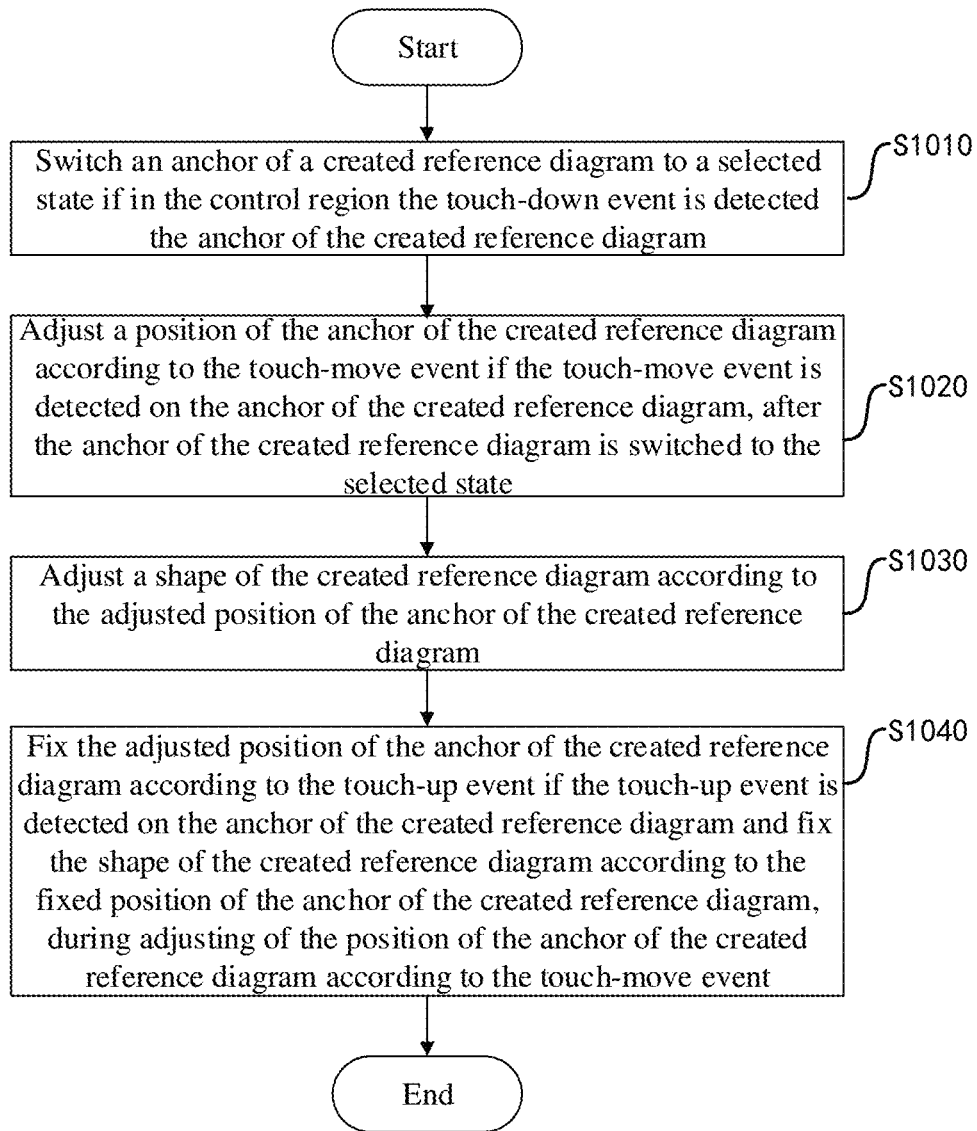 Start
Switch an anchor of a created reference diagram to a selected
state if in the control region the touch-down event is detected
the anchor of the created reference diagram
S1010
Adjust a position of the anchor of the created reference diagram
according to the touch-move event if the touch-move event is
detected on the anchor of the created reference diagram, after
the anchor of the created reference diagram is switched to the
selected state
S1020
Adjust a shape of the created reference diagram according to
the adjusted position of the anchor of the created reference
diagram
S1030
Fix the adjusted position of the anchor of the created reference
diagram according to the touch-up event if the touch-up event is
detected on the anchor of the created reference diagram and fix
the shape of the created reference diagram according to the
fixed position of the anchor of the created reference diagram,
during adjusting of the position of the anchor of the created
reference diagram according to the touch-move event
S1040
End